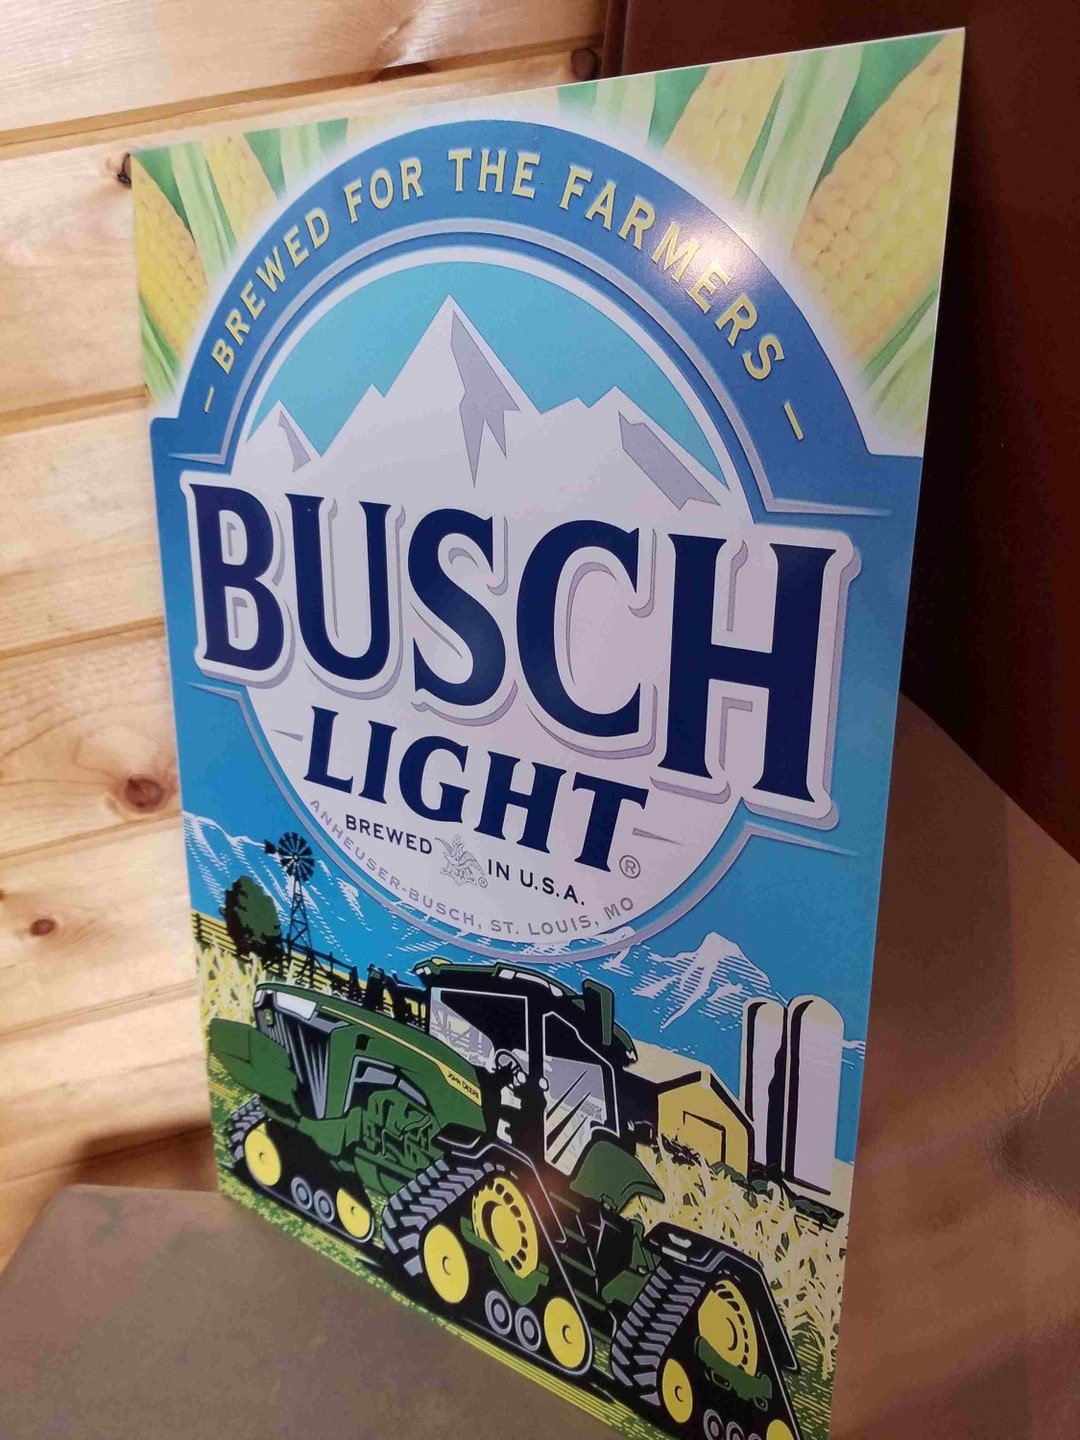 - BREWED FOR THE FARMERS -
BUSCH
LIGHT®
BREWED IN U.S.A.
ANHEUSER-BUSCH, ST. LOUIS, MO
JOHN DEERE